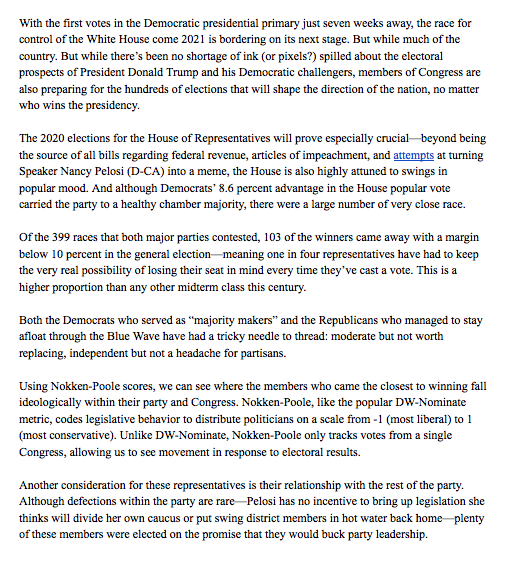 With the first votes in the Democratic presidential primary just seven weeks away, the race for
control of the White House come 2021 is bordering on its next stage. But while much of the
country. But while there’s been no shortage of ink (or pixels?) spilled about the electoral
prospects of President Donald Trump and his Democratic challengers, members of Congress are
also preparing for the hundreds of elections that will shape the direction of the nation, no matter
who wins the presidency.
The 2020 elections for the House of Representatives will prove especially crucial—beyond being
the source of all bills regarding federal revenue, articles of impeachment, and attempts at turning
Speaker Nancy Pelosi (D-CA) into a meme, the House is also highly attuned to swings in
popular mood. And although Democrats’ 8.6 percent advantage in the House popular vote
carried the party to a healthy chamber majority, there were a large number of very close race.
Of the 399 races that both major parties contested, 103 of the winners came away with a margin
below 10 percent in the general election—meaning one in four representatives have had to keep
the very real possibility of losing their seat in mind every time they’ve cast a vote. This is a
higher proportion than any other midterm class this century.
Both the Democrats who served as “majority makers” and the Republicans who managed to stay
afloat through the Blue Wave have had a tricky needle to thread: moderate but not worth
replacing, independent but not a headache for partisans.
Using Nokken-Poole scores, we can see where the members who came the closest to winning fall
ideologically within their party and Congress. Nokken-Poole, like the popular DW-Nominate
metric, codes legislative behavior to distribute politicians on a scale from -1 (most liberal) to 1
(most conservative). Unlike DW-Nominate, Nokken-Poole only tracks votes from a single
Congress, allowing us to see movement in response to electoral results.
Another consideration for these representatives is their relationship with the rest of the party.
Although defections within the party are rare—Pelosi has no incentive to bring up legislation she
thinks will divide her own caucus or put swing district members in hot water back home—plenty
of these members were elected on the promise that they would buck party leadership.